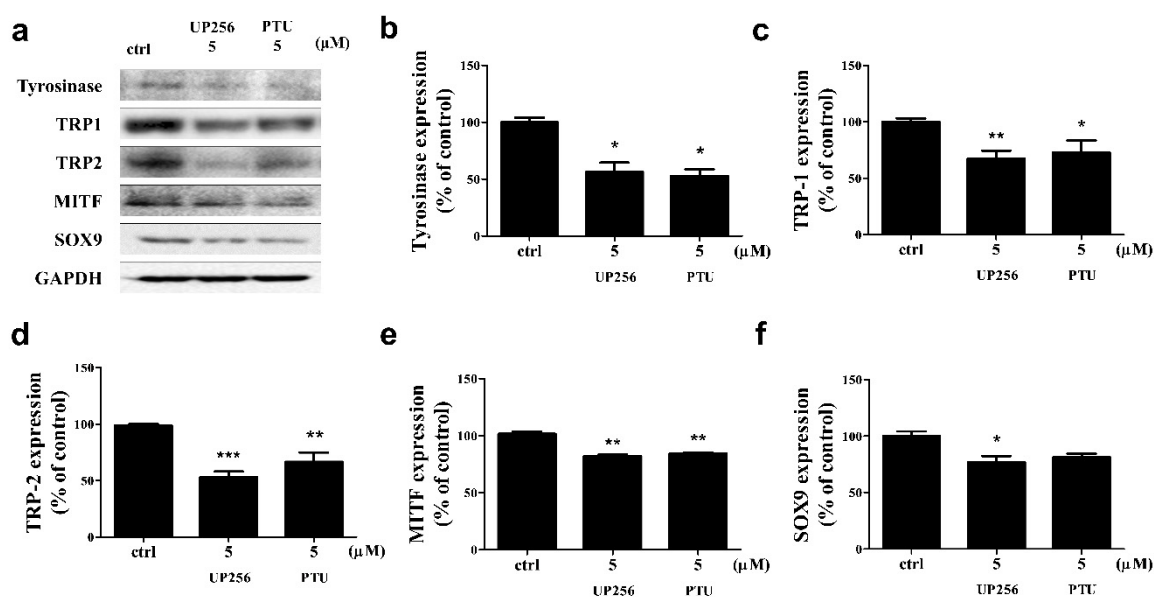 a
UP256 PTU
ctrl 5 5 (µM)
Tyrosinase
TRP1
TRP2
MITF
SOX9
GAPDH
b
Tyrosinase expression
(% of control)
150
100
50
0
* *
ctrl 5 5 (µM)
UP256 PTU
c
TRP-1 expression
(% of control)
150
100
50
0
** *
ctrl 5 5 (µM)
UP256 PTU
d
TRP-2 expression
(% of control)
150
100
50
0
*** **
ctrl 5 5 (µM)
UP256 PTU
e
MITF expression
(% of control)
150
100
50
0
** **
ctrl 5 5 (µM)
UP256 PTU
f
SOX9 expression
(% of control)
150
100
50
0
*
ctrl 5 5 (µM)
UP256 PTU